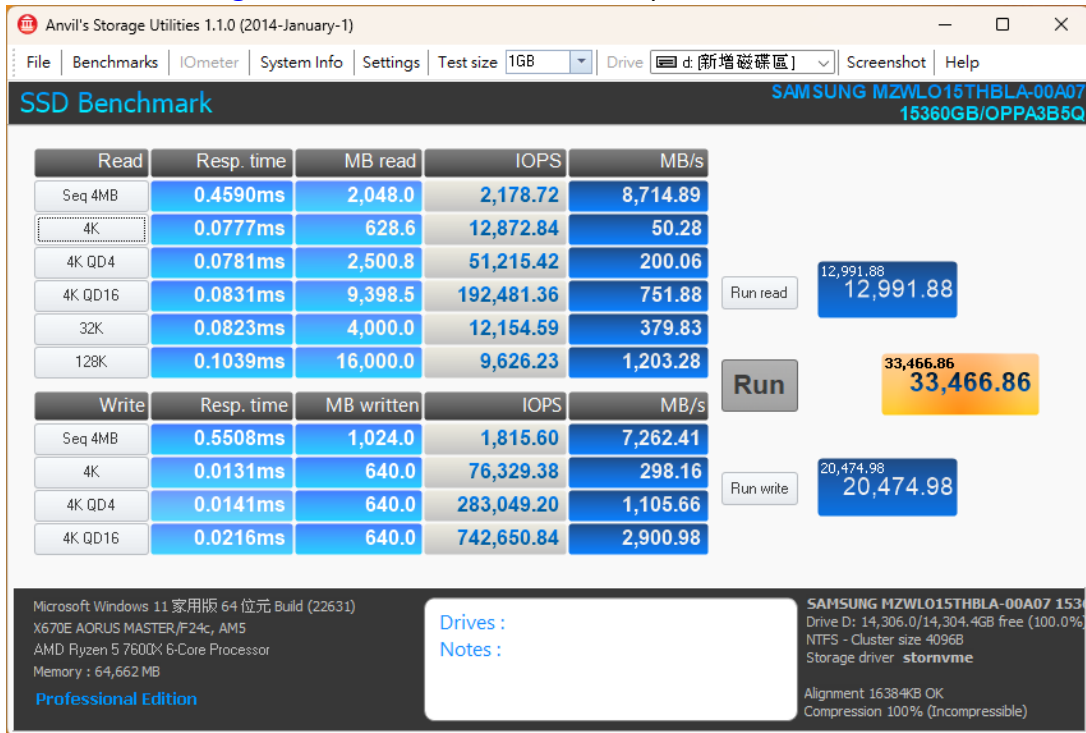 Anvil's Storage Utilities 1.1.0 (2014-January-1)
File Benchmarks IOmeter System Info Settings Test size 1GB Drive d: [新增磁碟區] Screenshot Help
SSD Benchmark
SAMSUNG MZWLO15THBLA-00A07
15360GB/OPPA3B5Q
Read Resp. time MB read IOPS MB/s
Seq 4MB 0.4590ms 2,048.0 2,178.72 8,714.89
4K 0.0777ms 628.6 12,872.84 50.28
4K QD4 0.0781ms 2,500.8 51,215.42 200.06
4K QD16 0.0831ms 9,398.5 192,481.36 751.88
32K 0.0823ms 4,000.0 12,154.59 379.83
128K 0.1039ms 16,000.0 9,626.23 1,203.28
Run read
12,991.88
12,991.88
Run
33,466.86
33,466.86
Write Resp. time MB written IOPS MB/s
Seq 4MB 0.5508ms 1,024.0 1,815.60 7,262.41
4K 0.0131ms 640.0 76,329.38 298.16
4K QD4 0.0141ms 640.0 283,049.20 1,105.66
4K QD16 0.0216ms 640.0 742,650.84 2,900.98
Run write
20,474.98
20,474.98
Microsoft Windows 11 家用版 64 位元 Build (22631)
X670E AORUS MASTER/F24c, AM5
AMD Ryzen 5 7600X 6-Core Processor
Memory : 64,662 MB
Professional Edition
Drives :
Notes :
SAMSUNG MZWLO15THBLA-00A07
Drive D: 14,306.0/14,304.4GB free (100.0%
NTFS - Cluster size 4096B
Storage driver stornvme
Alignment 16384KB OK
Compression 100% (Incompressible)